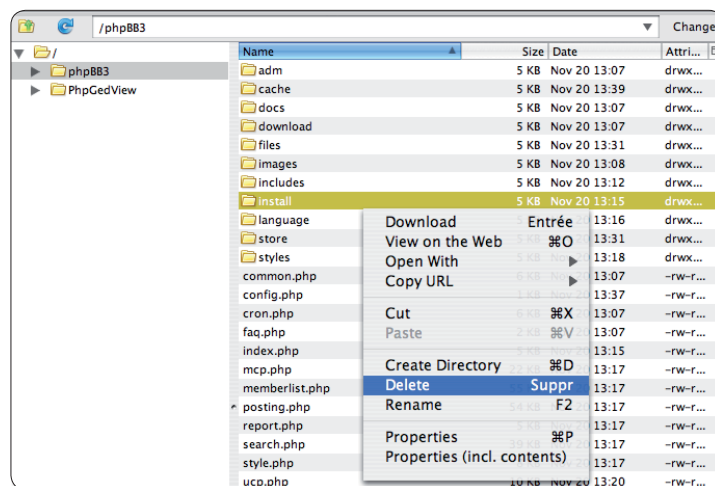 /phpBB3 Change
/
phpBB3
PhpGedView
Name Size Date Attri...
adm 5 KB Nov 20 13:07 drwx...
cache 5 KB Nov 20 13:39 drwx...
docs 5 KB Nov 20 13:07 drwx...
download 5 KB Nov 20 13:07 drwx...
files 5 KB Nov 20 13:31 drwx...
images 5 KB Nov 20 13:08 drwx...
includes 5 KB Nov 20 13:12 drwx...
install 5 KB Nov 20 13:15 drwx...
language 13:16 drwx...
store 13:31 drwx...
styles 13:18 drwx...
common.php 13:07 -rw-r...
config.php 13:37 -rw-r...
cron.php 13:07 -rw-r...
faq.php 13:07 -rw-r...
index.php 13:15 -rw-r...
mcp.php 13:17 -rw-r...
memberlist.php 13:17 -rw-r...
posting.php 13:17 -rw-r...
report.php 13:17 -rw-r...
search.php 13:17 -rw-r...
style.php 13:17 -rw-r...
ucp.php 10 KB Nov 20 13:20 -rw-r...
Download Entrée
View on the Web ⌘O
Open With
Copy URL
Cut ⌘X
Paste ⌘V
Create Directory ⌘D
Delete Suppr
Rename F2
Properties ⌘P
Properties (incl. contents)